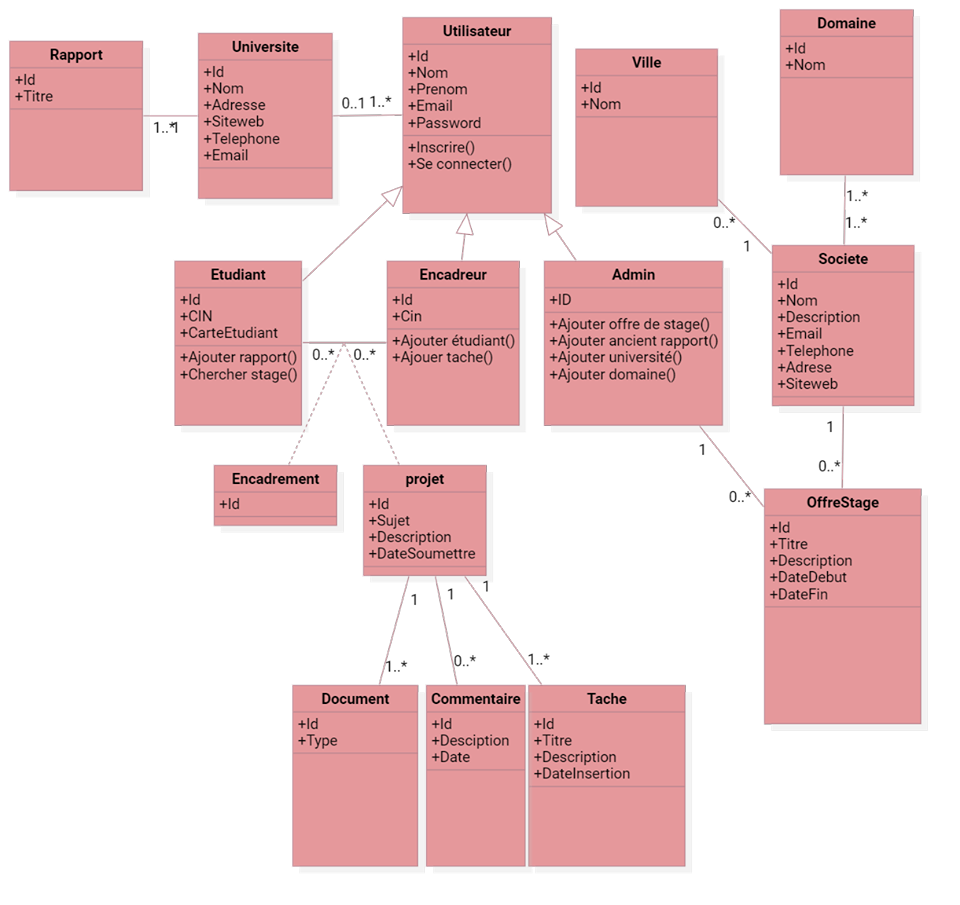 Rapport
+Id
+Titre
1..*
1
Universite
+Id
+Nom
+Adresse
+Siteweb
+Telephone
+Email
0..1
1..*
Utilisateur
+Id
+Nom
+Prenom
+Email
+Password
+Inscrire()
+Se connecter()
Ville
+Id
+Nom
0..*
1
Domaine
+Id
+Nom
1..*
1..*
Etudiant
+Id
+CIN
+CarteEtudiant
+Ajouter rapport()
+Chercher stage()
0..*
0..*
Encadreur
+Id
+Cin
+Ajouter étudiant()
+Ajouer tache()
Admin
+ID
+Ajouter offre de stage()
+Ajouter ancient rapport()
+Ajouter université()
+Ajouter domaine()
1
0..*
Societe
+Id
+Nom
+Description
+Email
+Telephone
+Adrese
+Siteweb
1
0..*
Encadrement
+Id
projet
+Id
+Sujet
+Description
+DateSoumettre
1
1
1
1..*
0..*
1..*
OffreStage
+Id
+Titre
+Description
+DateDebut
+DateFin
Document
+Id
+Type
Commentaire
+Id
+Desciption
+Date
Tache
+Id
+Titre
+Description
+DateInsertion